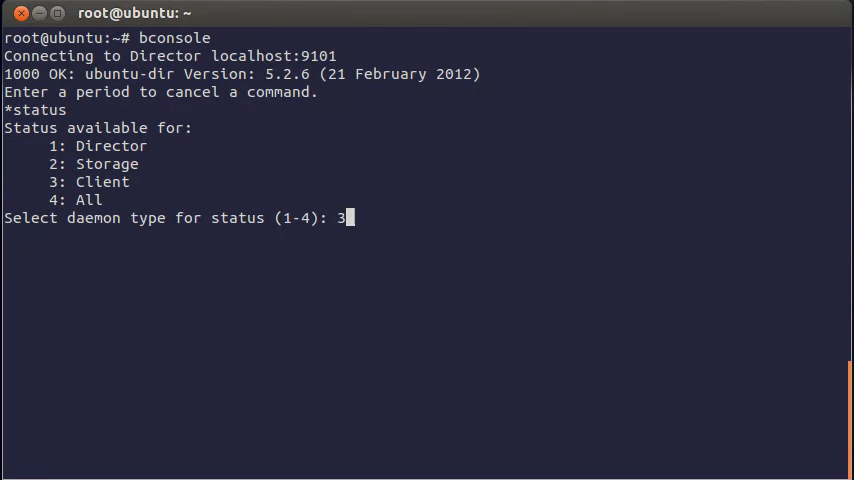 root@ubuntu: ~
root@ubuntu:~# bconsole
Connecting to Director localhost:9101
1000 OK: ubuntu-dir Version: 5.2.6 (21 February 2012)
Enter a period to cancel a command.
*status
Status available for:
     1: Director
     2: Storage
     3: Client
     4: All
Select daemon type for status (1-4): 3